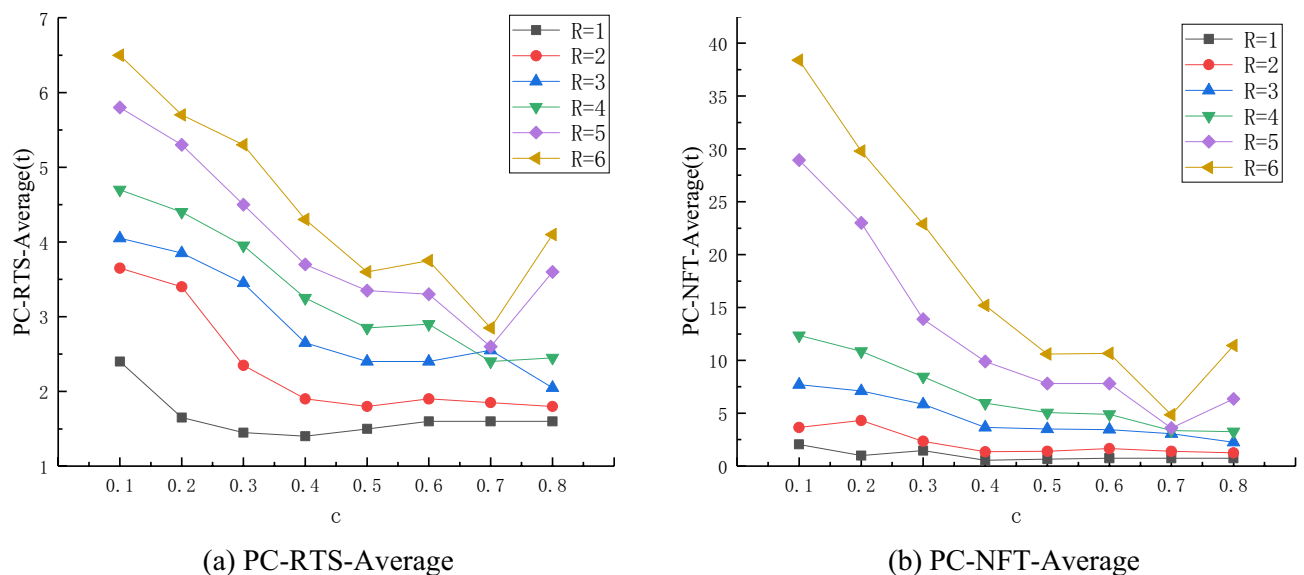 PC-RTS-Average(t)
7
6
5
4
3
2
1
0.1 0.2 0.3 0.4 0.5 0.6 0.7 0.8
c
R=1
R=2
R=3
R=4
R=5
R=6
(a) PC-RTS-Average
PC-NFT-Average(t)
40
35
30
25
20
15
10
5
0
0.1 0.2 0.3 0.4 0.5 0.6 0.7 0.8
c
R=1
R=2
R=3
R=4
R=5
R=6
(b) PC-NFT-Average